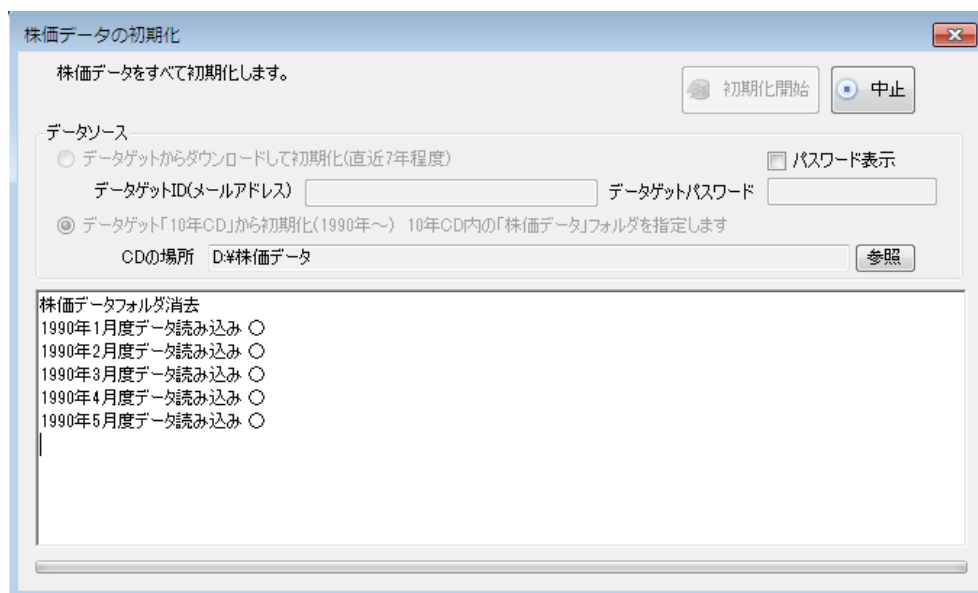 株価データの初期化
株価データをすべて初期化します。
初期化開始
中止
データソース
データゲットからダウンロードして初期化(直近7年程度)
パスワード表示
データゲットID(メールアドレス)
データゲットパスワード
データゲット「10年CD」から初期化(1990年～) 10年CD内の「株価データ」フォルダを指定します
CDの場所 D:¥株価データ
参照
株価データフォルダ消去
1990年1月度データ読み込み ○
1990年2月度データ読み込み ○
1990年3月度データ読み込み ○
1990年4月度データ読み込み ○
1990年5月度データ読み込み ○